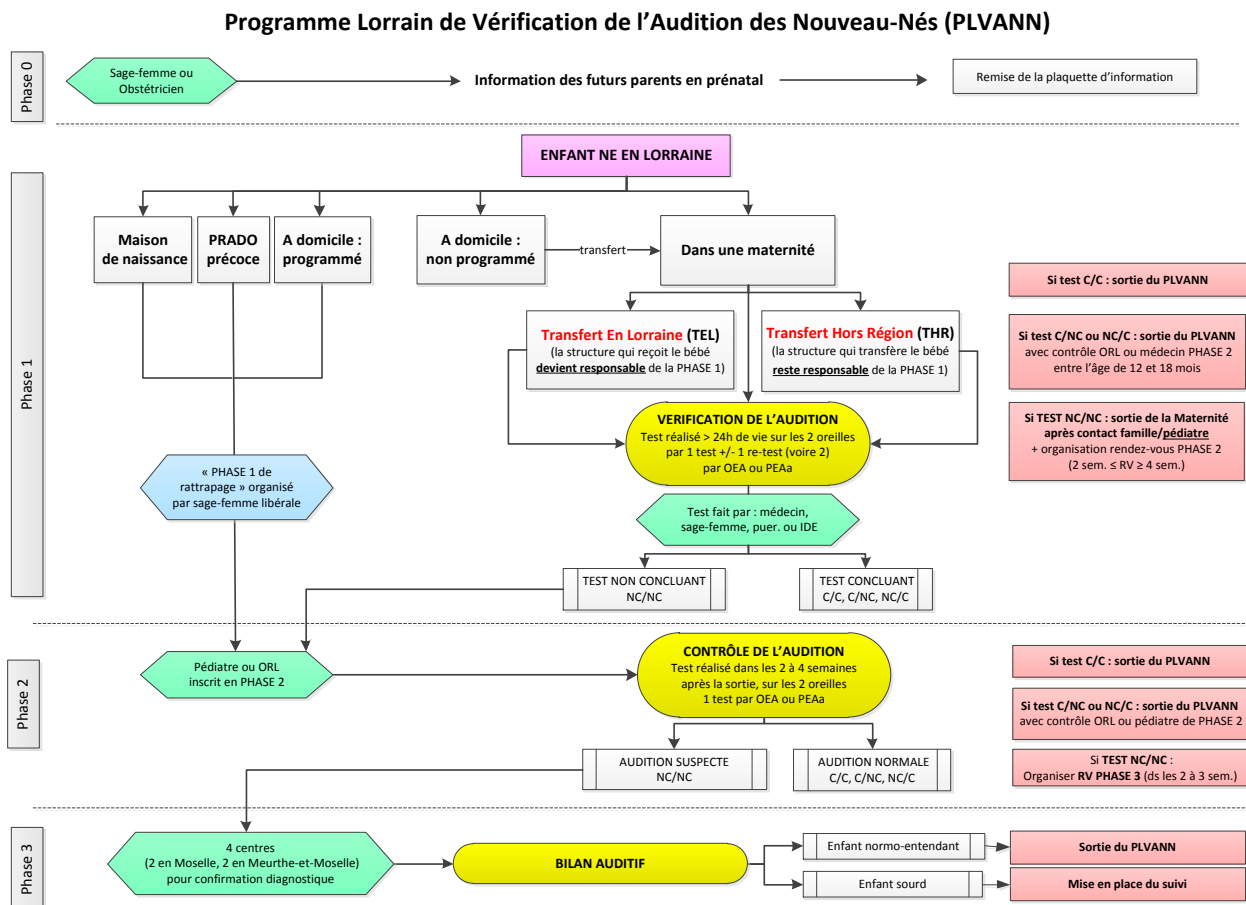 Programme Lorrain de Vérification de l'Audition des Nouveau-Nés (PLVANN)
Phase 0
Sage-femme ou
Obstétricien
Information des futurs parents en prénatal
Remise de la plaquette d'information
Phase 1
ENFANT NE EN LORRAINE
Maison
de naissance
PRADO
précoce
A domicile :
programmé
A domicile :
non programmé
transfert
Dans une maternité
Transfert En Lorraine (TEL)
(la structure qui reçoit le bébé
devient responsable de la PHASE 1)
Transfert Hors Région (THR)
(la structure qui transfère le bébé
reste responsable de la PHASE 1)
VERIFICATION DE L'AUDITION
Test réalisé > 24h de vie sur les 2 oreilles
par 1 test +/- 1 re-test (voire 2)
par OEA ou PEAa
« PHASE 1 de
rattrapage » organisé
par sage-femme libérale
Test fait par : médecin,
sage-femme, puer. ou IDE
TEST NON CONCLUANT
NC/NC
TEST CONCLUANT
C/C, C/NC, NC/C
Si test C/C : sortie du PLVANN
Si test C/NC ou NC/C : sortie du PLVANN
avec contrôle ORL ou médecin PHASE 2
entre l'âge de 12 et 18 mois
Si TEST NC/NC : sortie de la Maternité
après contact famille/pédiatre
+ organisation rendez-vous PHASE 2
(2 sem. ≤ RV ≥ 4 sem.)
Phase 2
Pédiatre ou ORL
inscrit en PHASE 2
CONTRÔLE DE L'AUDITION
Test réalisé dans les 2 à 4 semaines
après la sortie, sur les 2 oreilles
1 test par OEA ou PEAa
AUDITION SUSPECTE
NC/NC
AUDITION NORMALE
C/C, C/NC, NC/C
Si test C/C : sortie du PLVANN
Si test C/NC ou NC/C : sortie du PLVANN
avec contrôle ORL ou pédiatre de PHASE 2
Si TEST NC/NC :
Organiser RV PHASE 3 (ds les 2 à 3 sem.)
Phase 3
4 centres
(2 en Moselle, 2 en Meurthe-et-Moselle)
pour confirmation diagnostique
BILAN AUDITIF
Enfant normo-entendant
Sortie du PLVANN
Enfant sourd
Mise en place du suivi